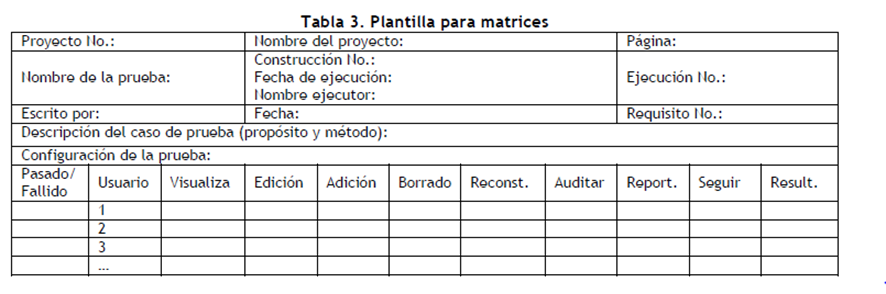 Tabla 3. Plantilla para matrices
Proyecto No.: Nombre del proyecto: Página:
Nombre de la prueba: Construcción No.: Fecha de ejecución: Nombre ejecutor: Ejecución No.:
Escrito por: Fecha: Requisito No.:
Descripción del caso de prueba (propósito y método):
Configuración de la prueba:
Pasado/ Fallido Usuario Visualiza Edición Adición Borrado Reconst. Auditar Report. Seguir Result.
1
2
3
...